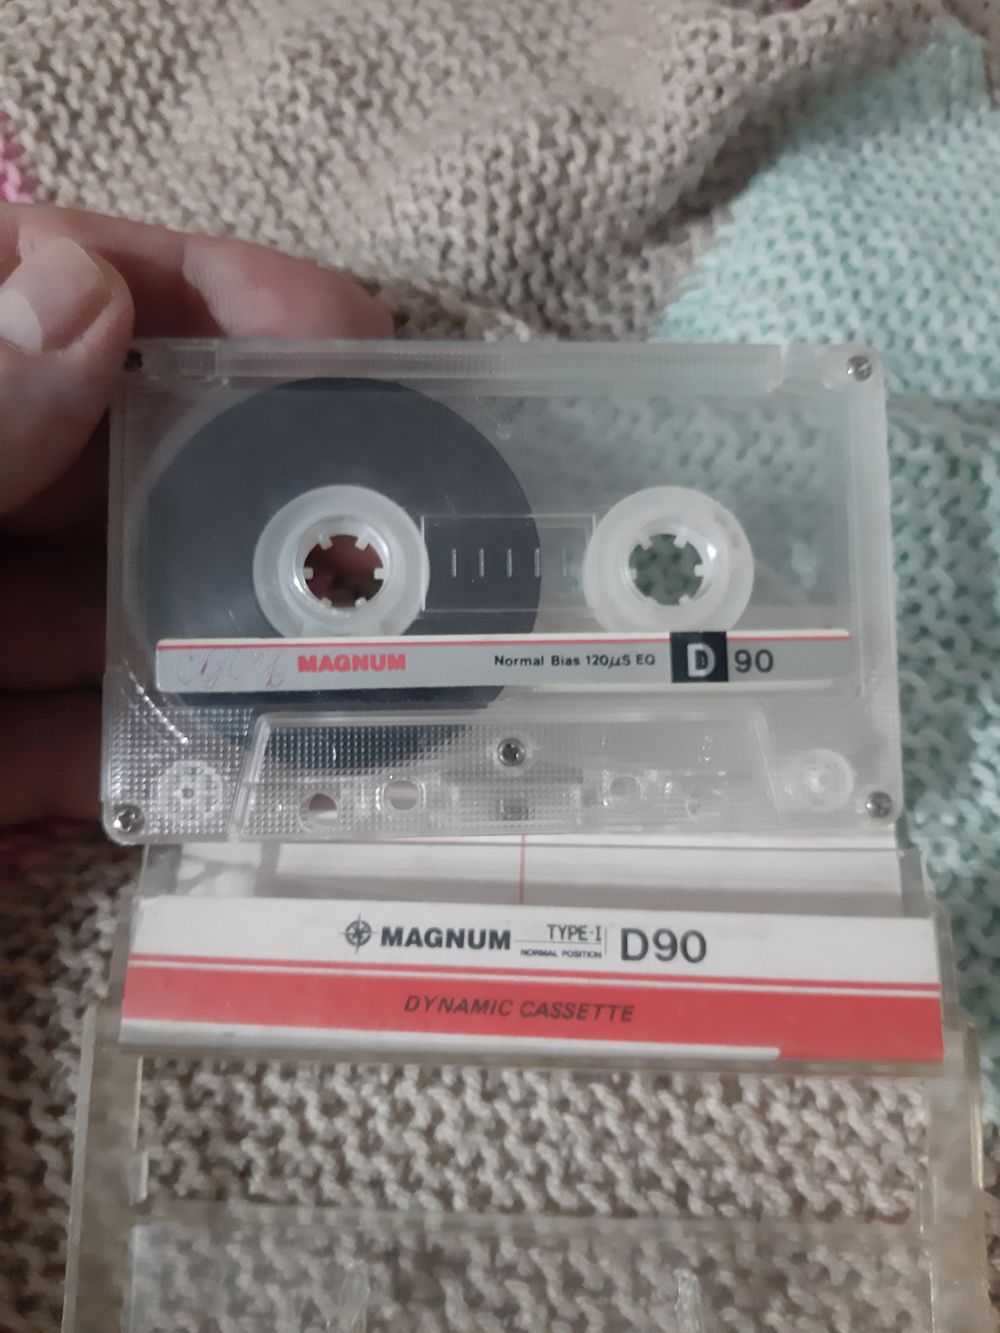 MAGNUM Normal Bias 120µS EQ D 90
MAGNUM TYPE-I NORMAL POSITION D90
DYNAMIC CASSETTE